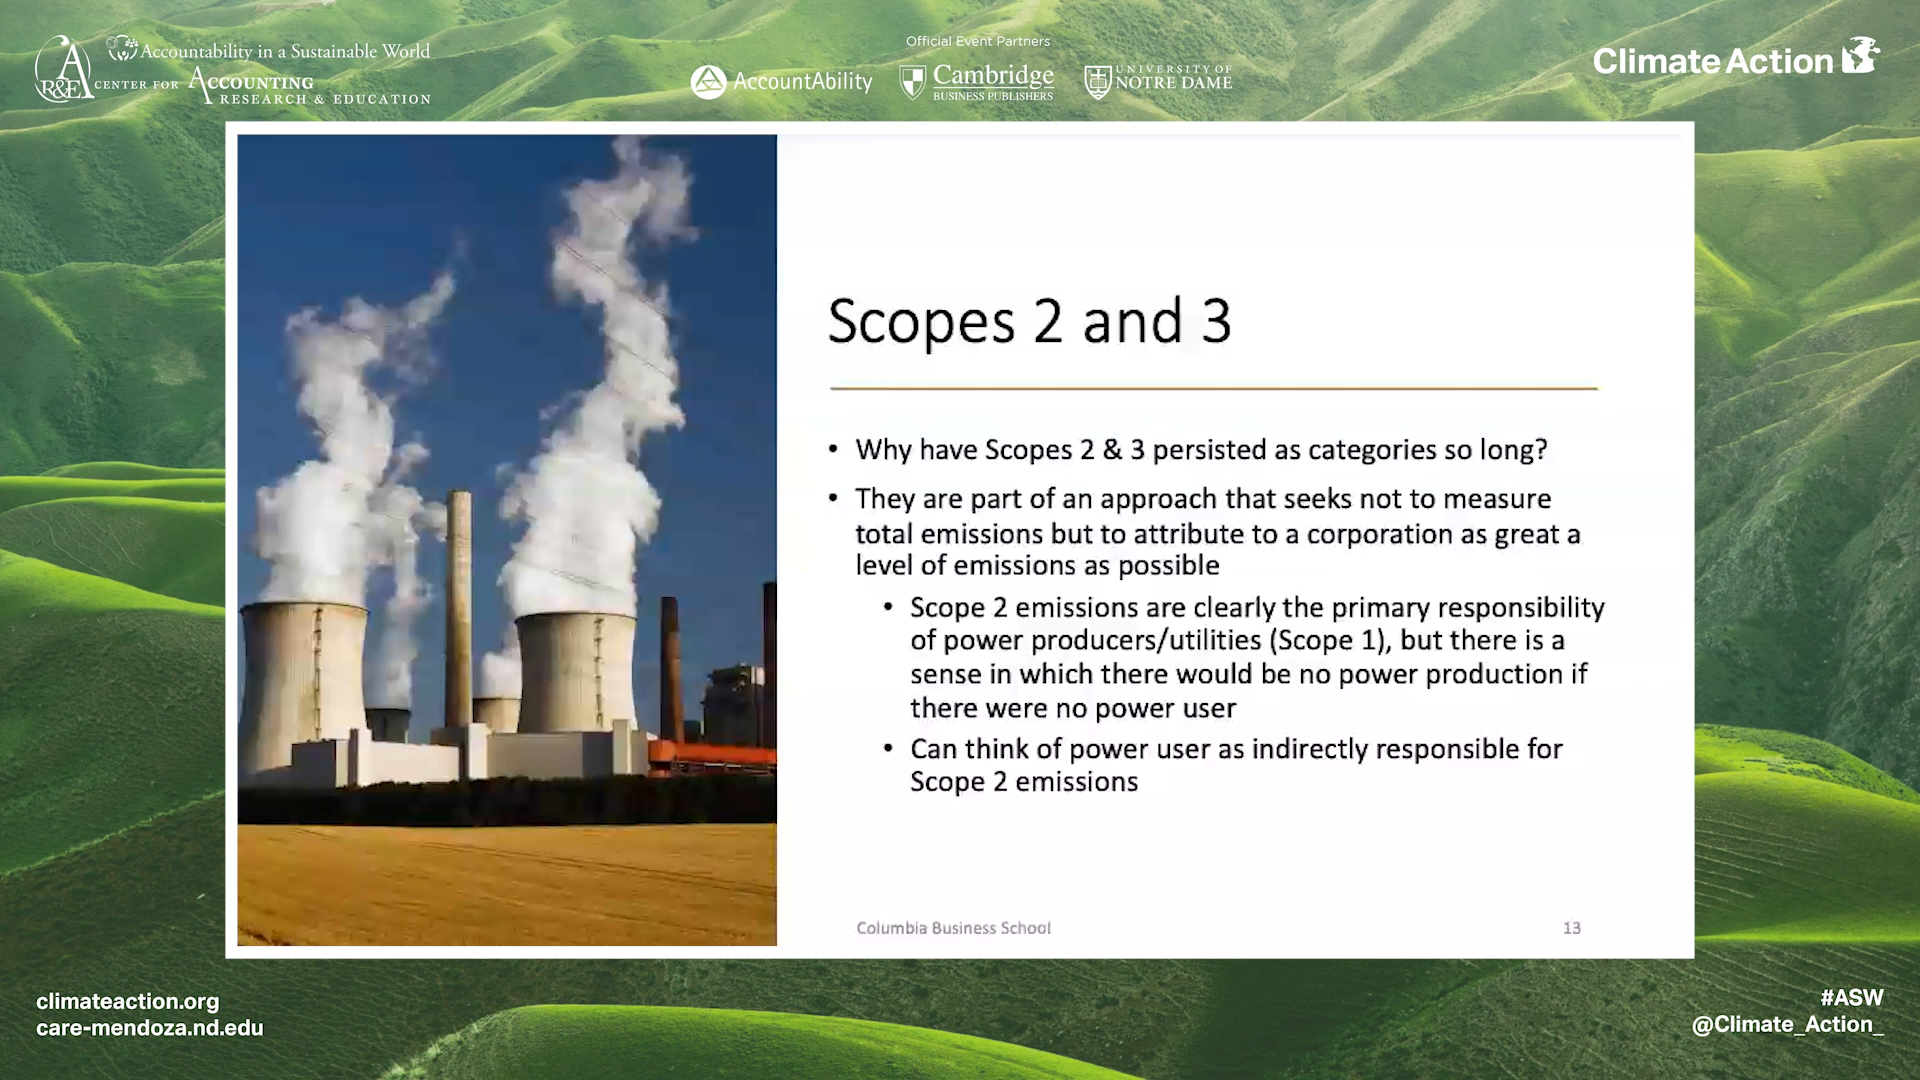 Accountability in a Sustainable World
R&E
CENTER FOR ACCOUNTING
RESEARCH & EDUCATION
Official Event Partners
AccountAbility
Cambridge
BUSINESS PUBLISHERS
UNIVERSITY OF
NOTRE DAME
Climate Action
Scopes 2 and 3
• Why have Scopes 2 & 3 persisted as categories so long?
• They are part of an approach that seeks not to measure
total emissions but to attribute to a corporation as great a
level of emissions as possible
• Scope 2 emissions are clearly the primary responsibility
of power producers/utilities (Scope 1), but there is a
sense in which there would be no power production if
there were no power user
• Can think of power user as indirectly responsible for
Scope 2 emissions
Columbia Business School
13
climateaction.org
care-mendoza.nd.edu
#ASW
@Climate_Action_